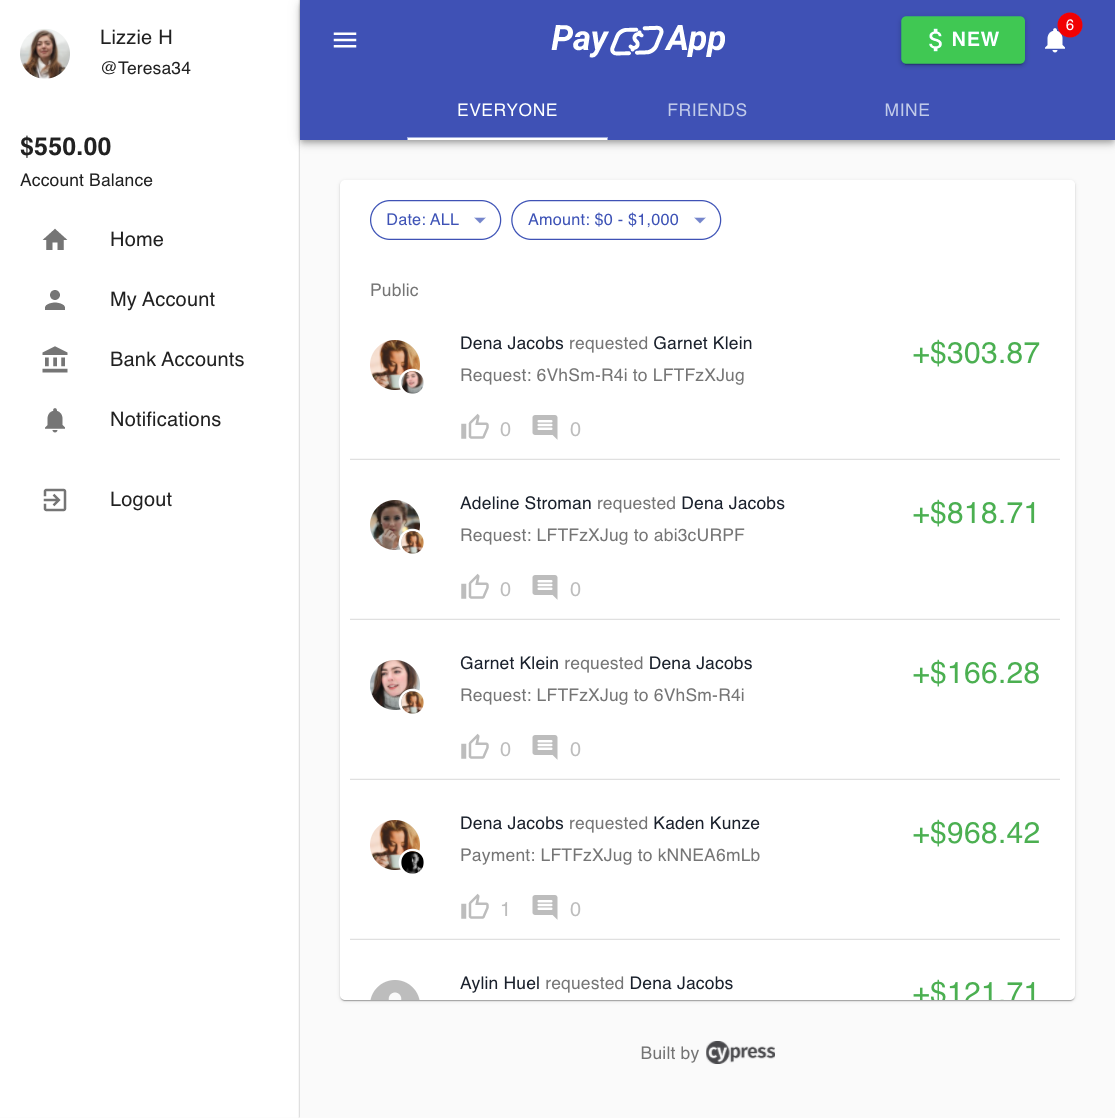 Lizzie H
@Teresa34
$550.00
Account Balance
Home
My Account
Bank Accounts
Notifications
Logout
Pay App
$ NEW
6
EVERYONE
FRIENDS
MINE
Date: ALL
Amount: $0 - $1,000
Public
Dena Jacobs requested Garnet Klein
+$303.87
Request: 6VhSm-R4i to LFTFzXJug
0
0
Adeline Stroman requested Dena Jacobs
+$818.71
Request: LFTFzXJug to abi3cURPF
0
0
Garnet Klein requested Dena Jacobs
+$166.28
Request: LFTFzXJug to 6VhSm-R4i
0
0
Dena Jacobs requested Kaden Kunze
+$968.42
Payment: LFTFzXJug to kNNEA6mLb
1
0
Aylin Huel requested Dena Jacobs
+$121.71
Built by cypress